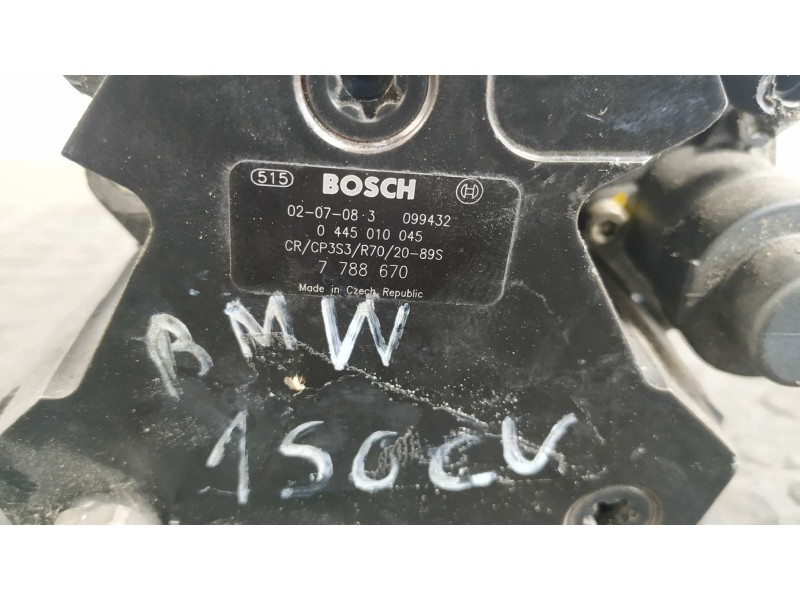 515 BOSCH
02-07-08·3 099432
0 445 010 045
CR/CP3S3/R70/20-89S
7 788 670
Made in Czech Republic
BMW
150CV